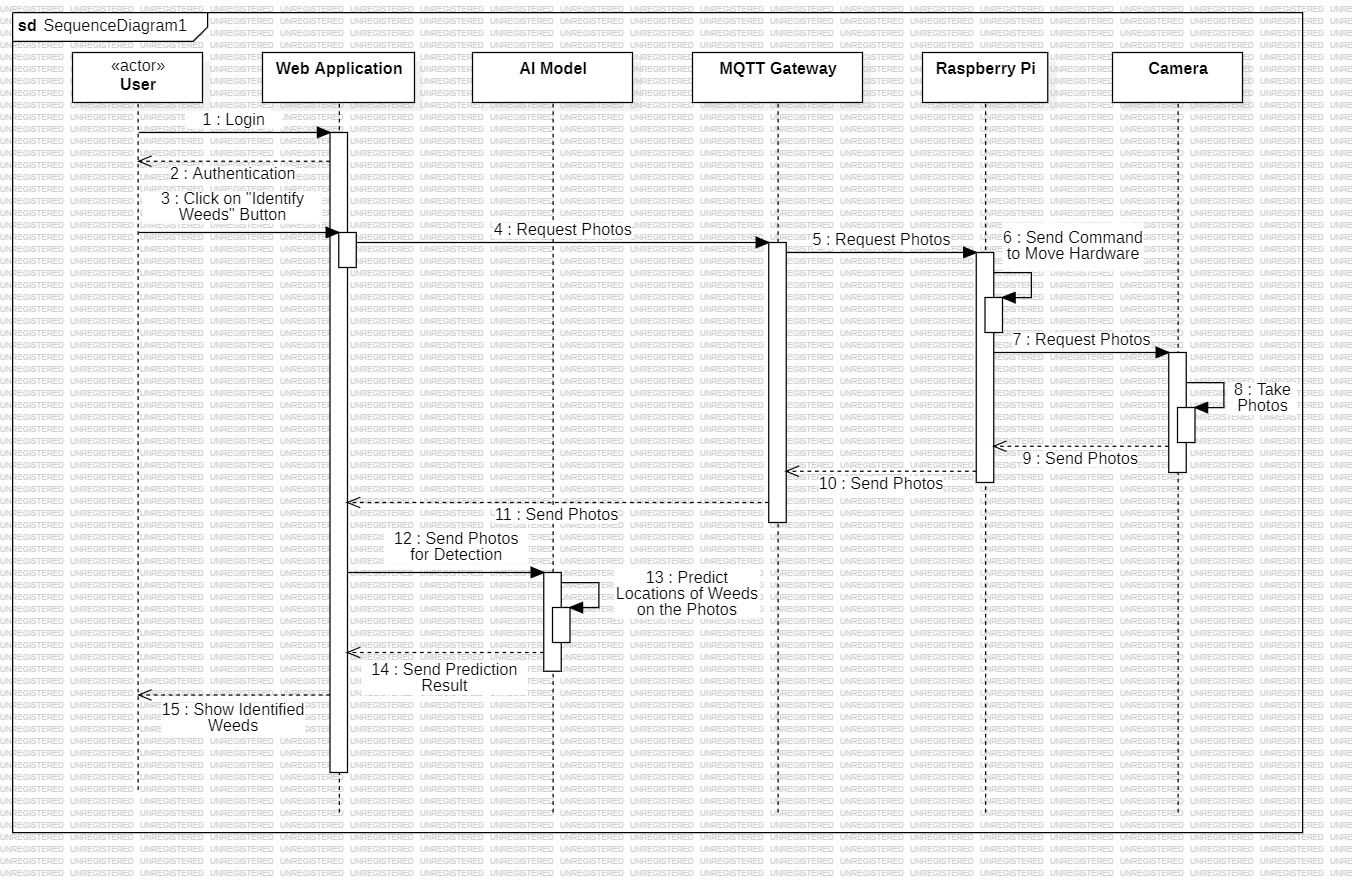 sd SequenceDiagram1
«actor»
User
Web Application
AI Model
MQTT Gateway
Raspberry Pi
Camera
1 : Login
2 : Authentication
3 : Click on "Identify
Weeds" Button
4 : Request Photos
5 : Request Photos
6 : Send Command
to Move Hardware
7 : Request Photos
8 : Take
Photos
9 : Send Photos
10 : Send Photos
11 : Send Photos
12 : Send Photos
for Detection
13 : Predict
Locations of Weeds
on the Photos
14 : Send Prediction
Result
15 : Show Identified
Weeds
UNREGISTERED